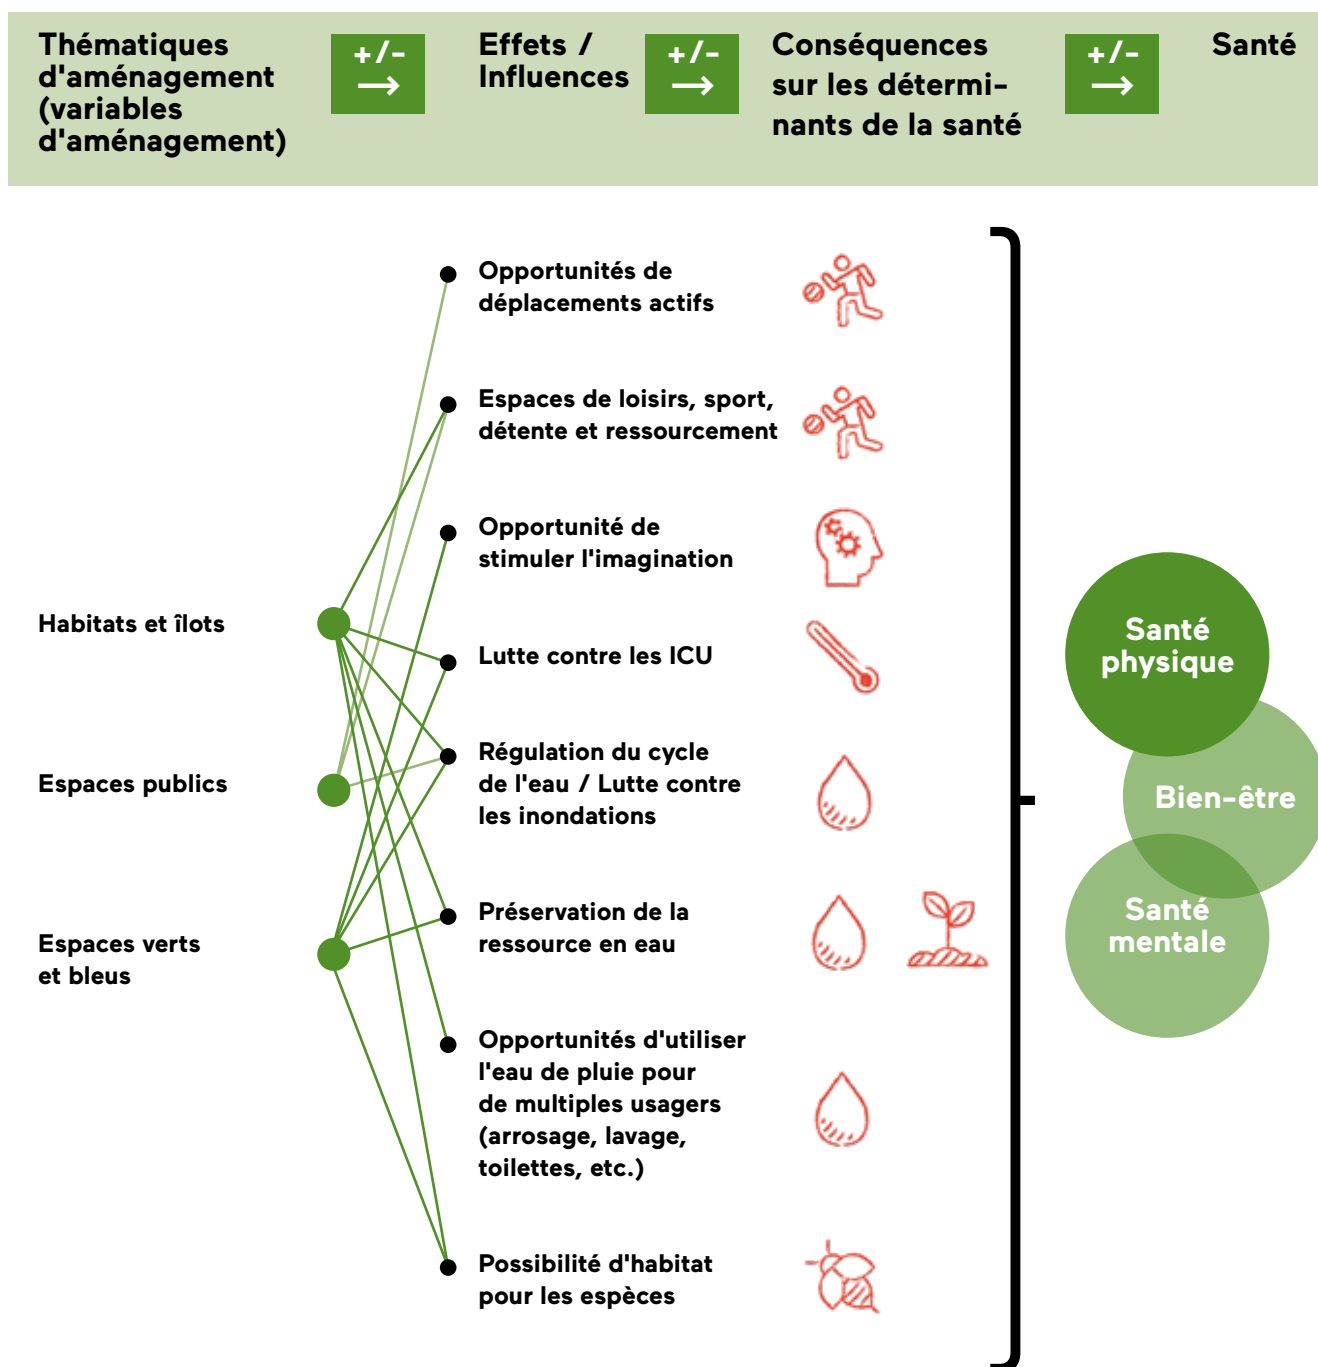 Thématiques
d'aménagement
(variables
d'aménagement)
+/-
→
Effets /
Influences
+/-
→
Conséquences
sur les détermi-
nants de la santé
+/-
→
Santé
Opportunités de
déplacements actifs
Espaces de loisirs, sport,
détente et ressourcement
Opportunité de
stimuler l'imagination
Habitats et îlots
Lutte contre les ICU
Régulation du cycle
de l'eau / Lutte contre
les inondations
Espaces publics
Préservation de la
ressource en eau
Espaces verts
et bleus
Opportunités d'utiliser
l'eau de pluie pour
de multiples usagers
(arrosage, lavage,
toilettes, etc.)
Possibilité d'habitat
pour les espèces
Santé
physique
Bien-être
Santé
mentale